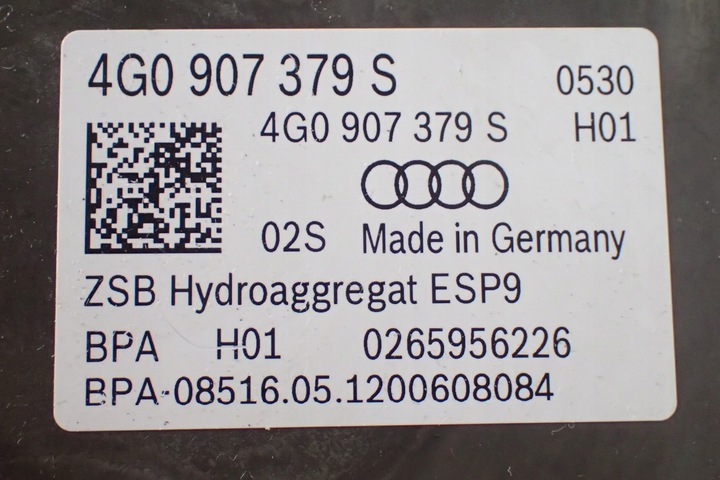 4G0 907 379 S 0530
4G0 907 379 S H01
02S Made in Germany
ZSB Hydroaggregat ESP9
BPA H01 0265956226
BPA-08516.05.1200608084